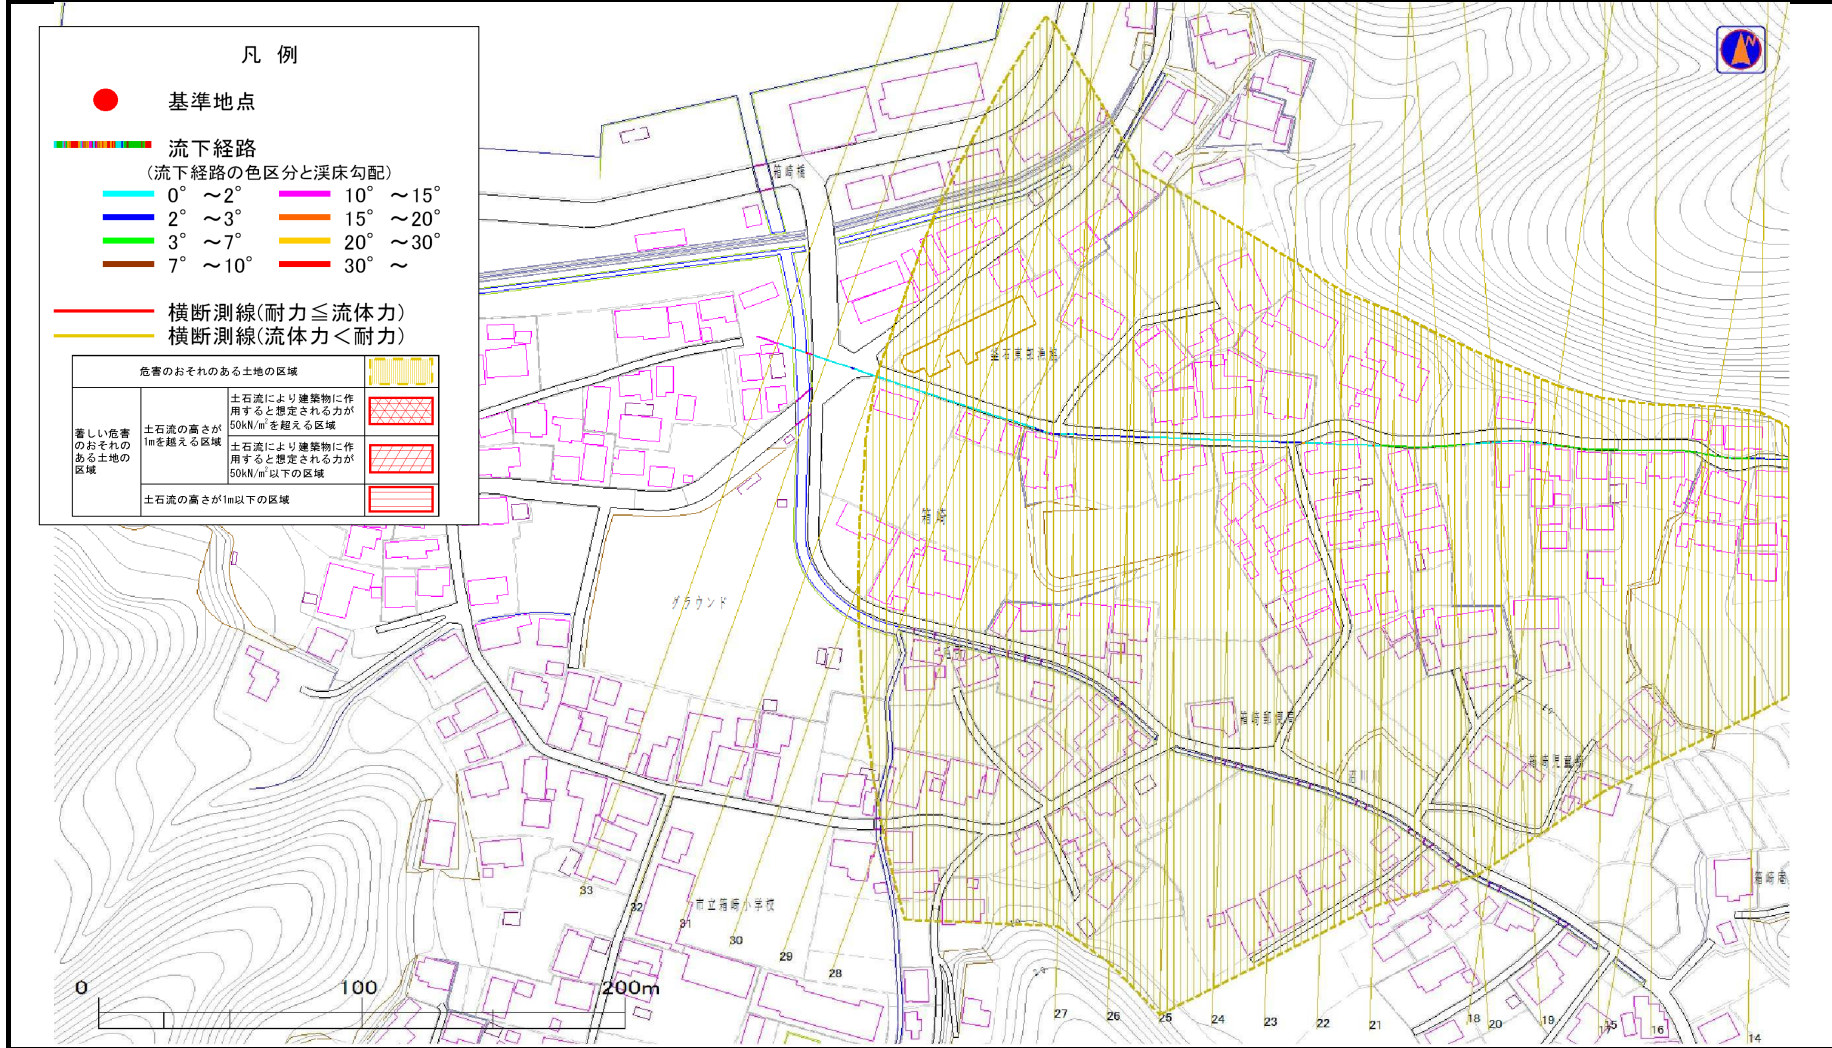 凡 例
基準地点
流下経路
(流下経路の色区分と渓床勾配)
0° ～2° 10° ～15°
2° ～3° 15° ～20°
3° ～7° 20° ～30°
7° ～10° 30° ～
横断測線(耐力≦流体力)
横断測線(流体力＜耐力)
危害のおそれのある土地の区域
著しい危害のおそれのある土地の区域
土石流の高さが1mを越える区域
土石流により建築物に作用すると想定される力が50kN/㎡を超える区域
土石流により建築物に作用すると想定される力が50kN/㎡以下の区域
土石流の高さが1m以下の区域
N
箱崎橋
グラウンド
市立箱崎小学校
33
32
31
30
29
28
27
26
25
24
23
22
21
18
20
19
16
14
0 100 200m